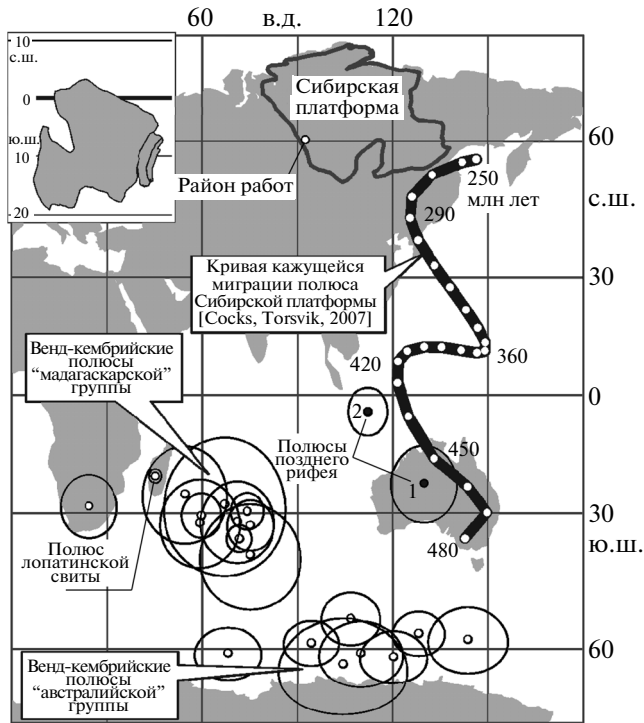 60 в.д. 120
10
с.ш.
0
ю.ш.
10
20
Сибирская
платформа
Район работ
60
с.ш.
250
млн лет
290
Кривая кажущейся
миграции полюса
Сибирской платформы
[Cocks, Torsvik, 2007]
30
Венд-кембрийские
полюсы
“мадагаскарской”
группы
420
360
0
2
Полюсы
позднего
рифея
1
450
30
ю.ш.
480
Полюс
лопатинской
свиты
60
Венд-кембрийские
полюсы
“австралийской”
группы